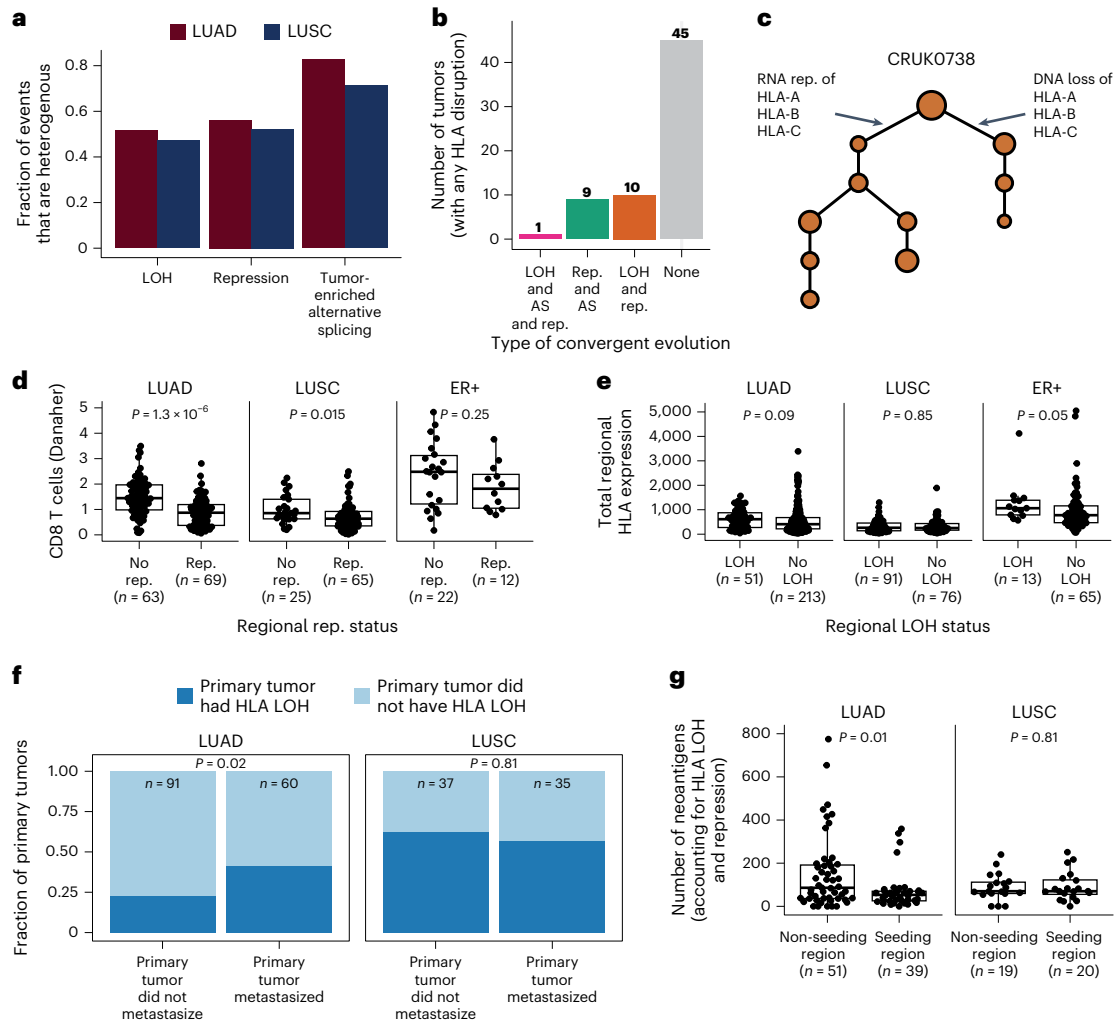 a
LUAD LUSC
Fraction of events
that are heterogenous
0.8
0.6
0.4
0.2
0
LOH
Repression
Tumor-
enriched
alternative
splicing
b
Number of tumors
(with any HLA disruption)
40
30
20
10
0
1
9
10
45
LOH
and
AS
and rep.
Rep.
and
AS
LOH
and
rep.
None
Type of convergent evolution
c
CRUK0738
RNA rep. of
HLA-A
HLA-B
HLA-C
DNA loss of
HLA-A
HLA-B
HLA-C
d
CD8 T cells (Danaher)
5
4
3
2
1
0
LUAD
P = 1.3 × 10⁻⁶
No
rep.
(n = 63)
Rep.
(n = 69)
LUSC
P = 0.015
No
rep.
(n = 25)
Rep.
(n = 65)
ER+
P = 0.25
No
rep.
(n = 22)
Rep.
(n = 12)
Regional rep. status
e
Total regional
HLA expression
5,000
4,000
3,000
2,000
1,000
0
LUAD
P = 0.09
LOH
(n = 51)
No
LOH
(n = 213)
LUSC
P = 0.85
LOH
(n = 91)
No
LOH
(n = 76)
ER+
P = 0.05
LOH
(n = 13)
No
LOH
(n = 65)
Regional LOH status
f
Primary tumor
had HLA LOH
Primary tumor did
not have HLA LOH
Fraction of primary tumors
1.00
0.75
0.50
0.25
0
LUAD
P = 0.02
n = 91
n = 60
Primary
tumor
did not
metastasize
Primary
tumor
metastasized
LUSC
P = 0.81
n = 37
n = 35
Primary
tumor
did not
metastasize
Primary
tumor
metastasized
g
Number of neoantigens
(accounting for HLA LOH
and repression)
800
600
400
200
0
LUAD
P = 0.01
Non-seeding
region
(n = 51)
Seeding
region
(n = 39)
LUSC
P = 0.81
Non-seeding
region
(n = 19)
Seeding
region
(n = 20)